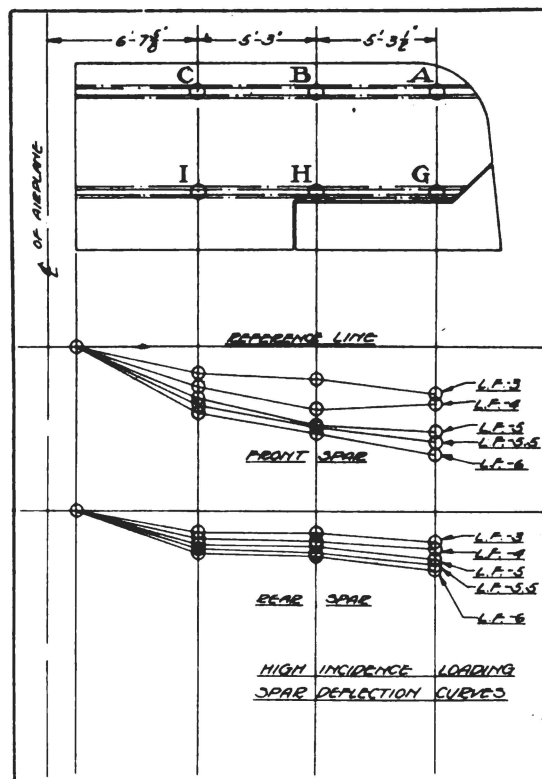 6'-7⅝" 5'-3" 5'-3½"
C B A
I H G
℄ OF AIRPLANE
REFERENCE LINE
L.F.-3
L.F.-4
L.F.-5
L.F.-5.5
L.F.-6
FRONT SPAR
L.F.-3
L.F.-4
L.F.-5
L.F.-5.5
L.F.-6
REAR SPAR
HIGH INCIDENCE LOADING
SPAR DEFLECTION CURVES